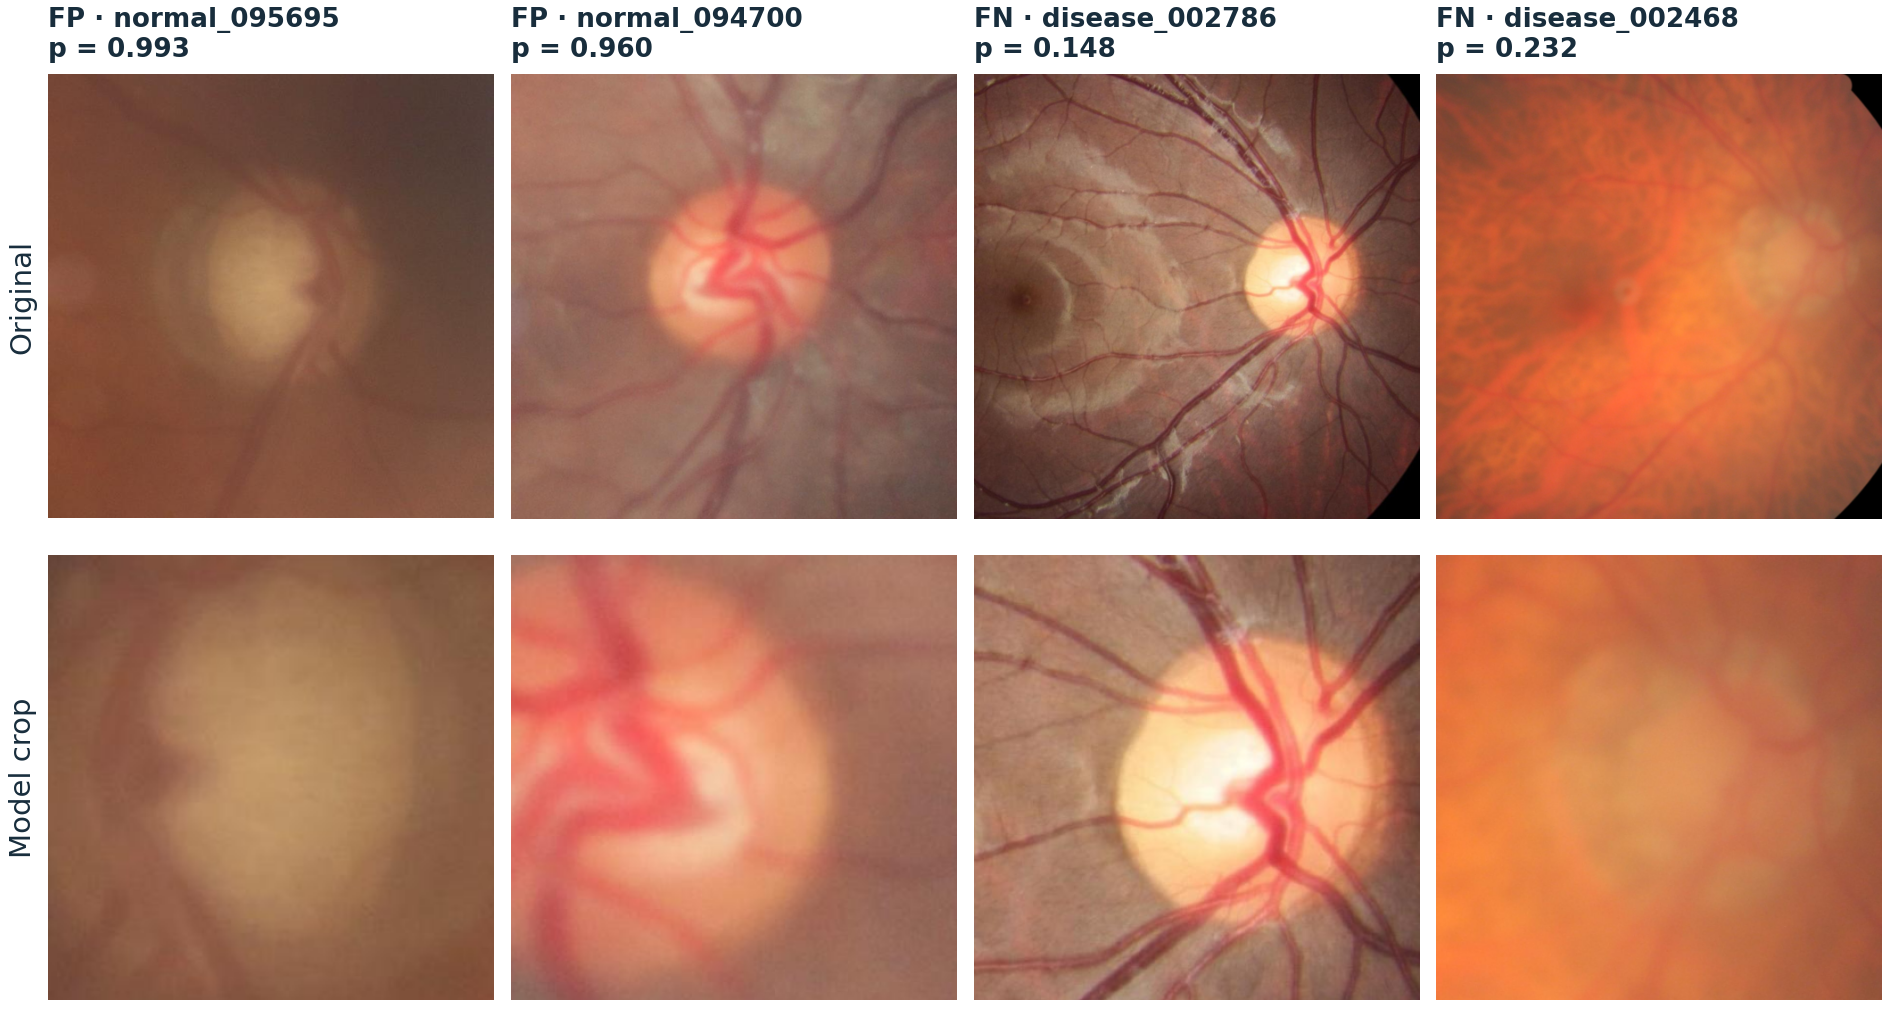 FP · normal_095695
p = 0.993
FP · normal_094700
p = 0.960
FN · disease_002786
p = 0.148
FN · disease_002468
p = 0.232
Original
Model crop